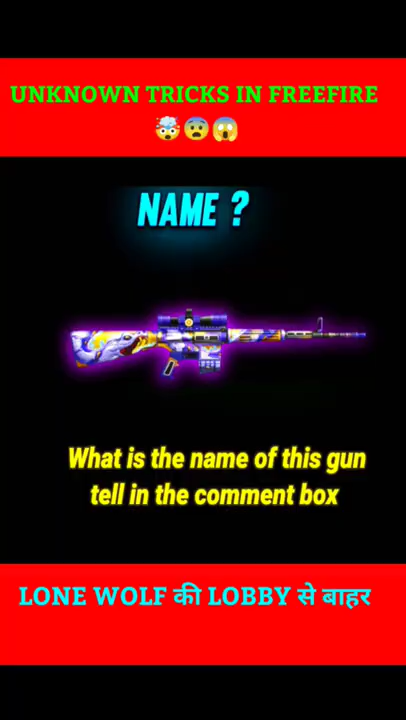 UNKNOWN TRICKS IN FREEFIRE
🤯😨😱
NAME ?
What is the name of this gun
tell in the comment box
LONE WOLF की LOBBY से बाहर